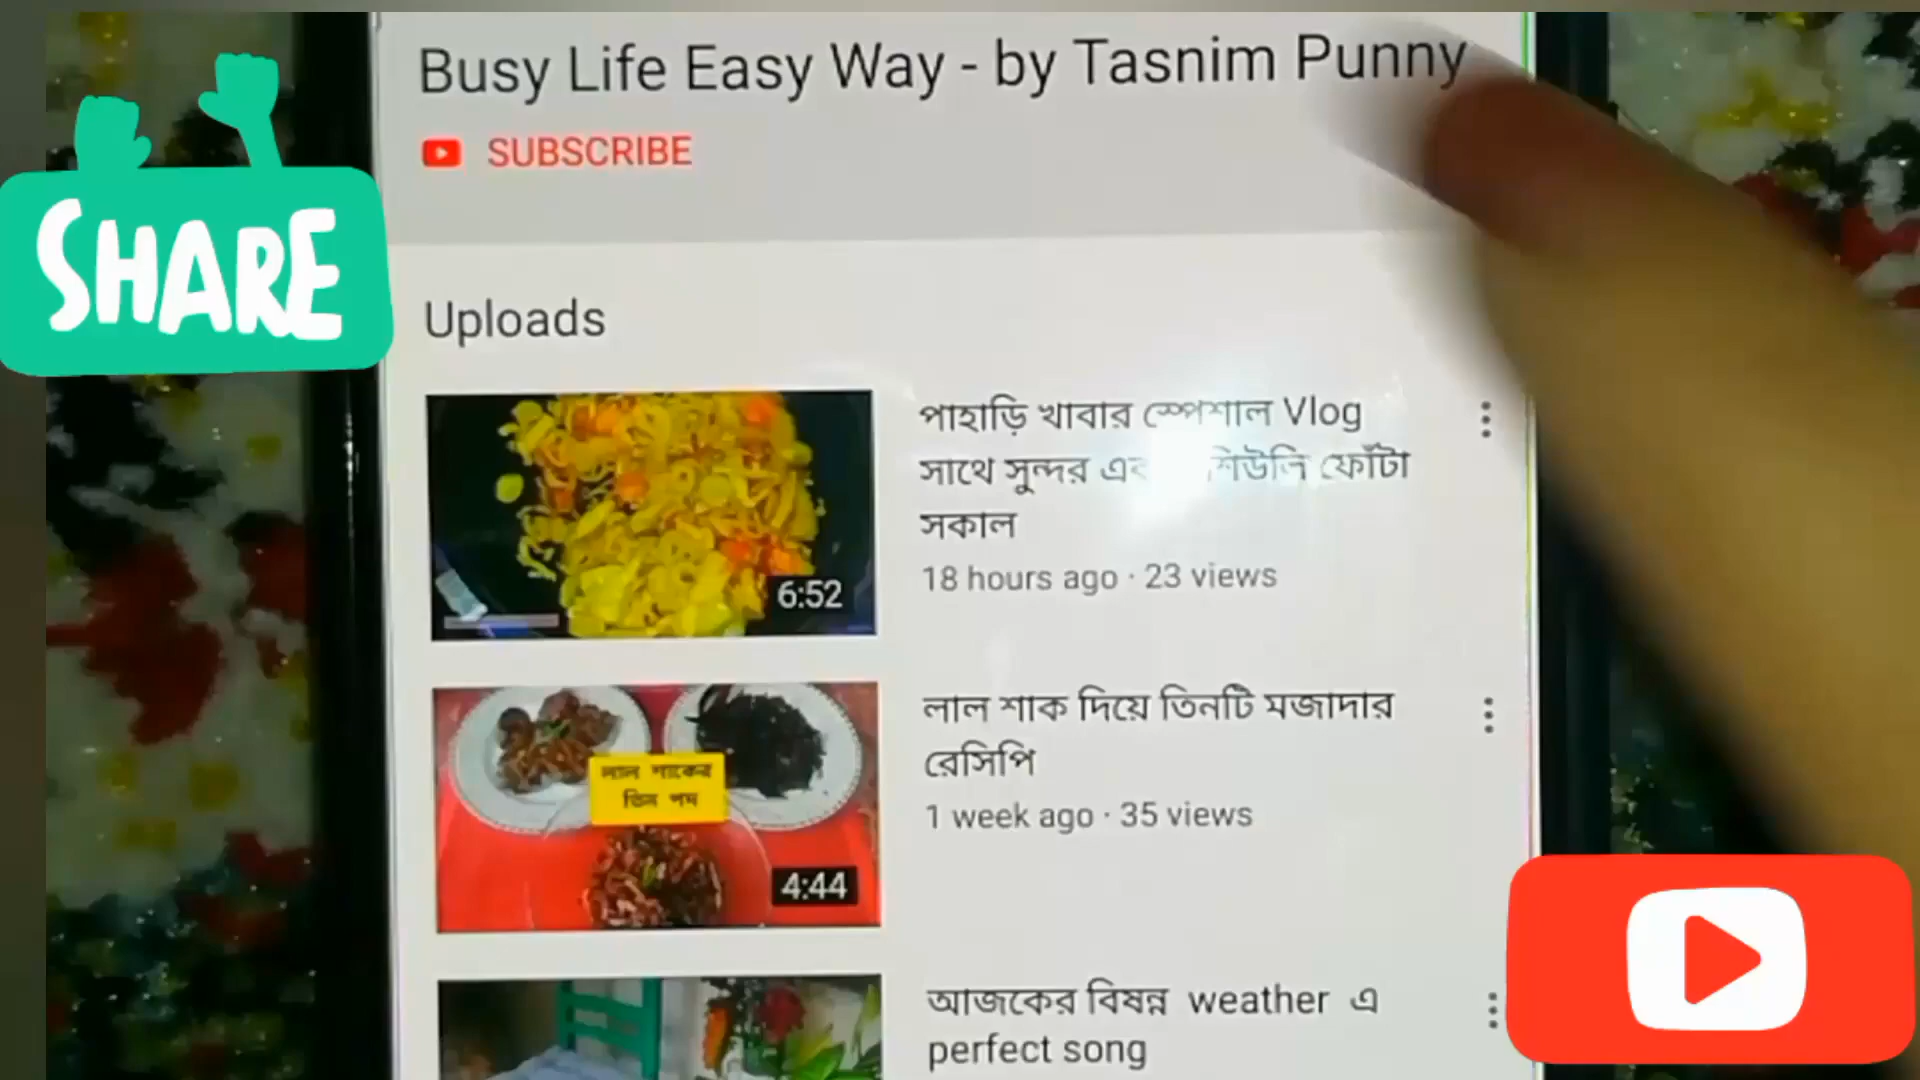 Busy Life Easy Way - by Tasnim Punny
SUBSCRIBE
SHARE
Uploads
পাহাড়ি খাবার স্পেশাল Vlog
সাথে সুন্দর শিউলি ফোঁটা
সকাল
18 hours ago · 23 views
6:52
লাল শাক দিয়ে তিনটি মজাদার
রেসিপি
1 week ago · 35 views
লাল শাকের
তিন পদ
4:44
আজকের বিষন্ন weather এ
perfect song